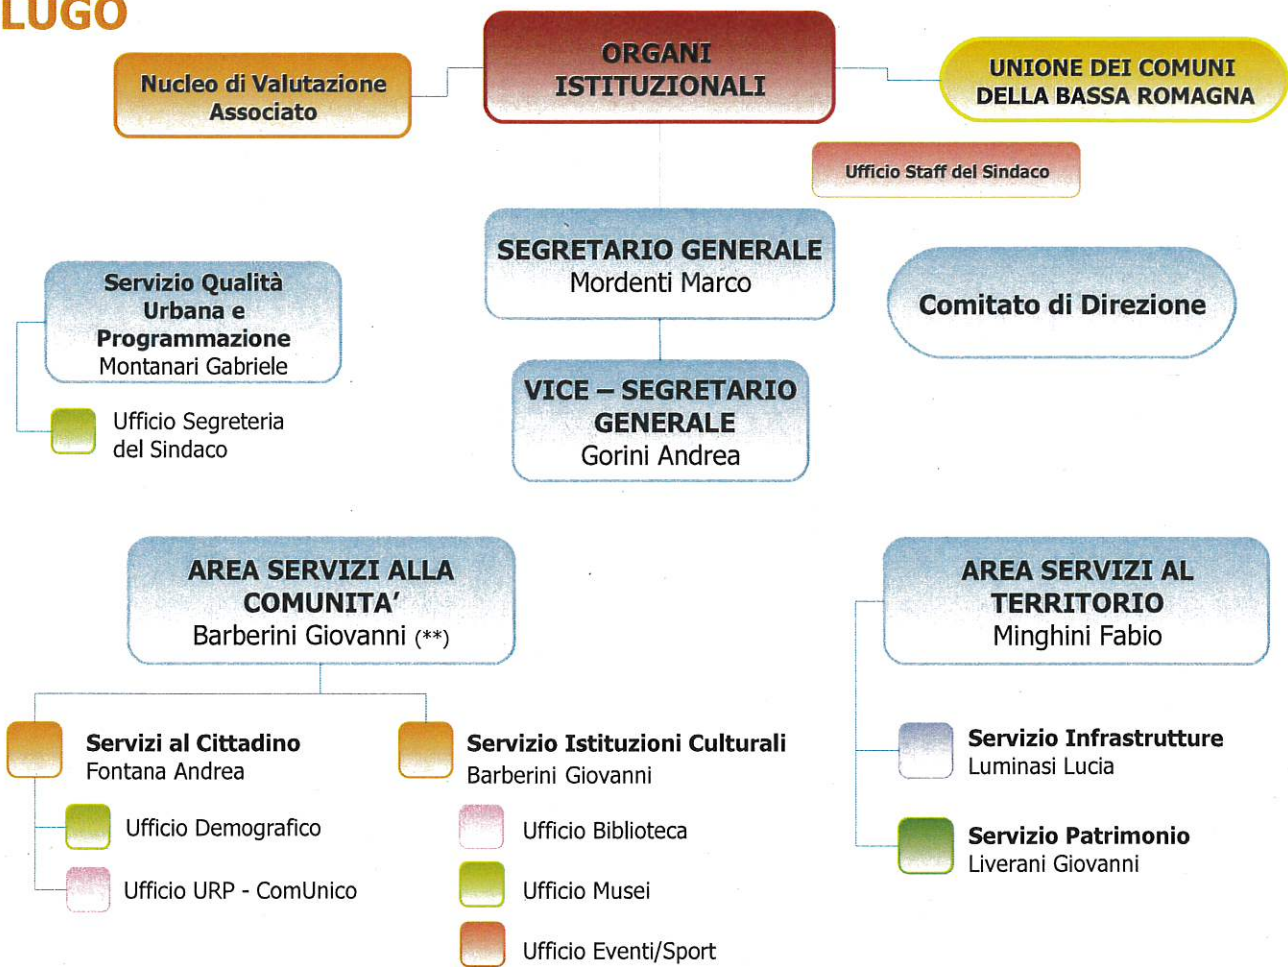 LUGO
ORGANI
ISTITUZIONALI
Nucleo di Valutazione
Associato
UNIONE DEI COMUNI
DELLA BASSA ROMAGNA
Ufficio Staff del Sindaco
SEGRETARIO GENERALE
Mordenti Marco
Servizio Qualità
Urbana e
Programmazione
Montanari Gabriele
Comitato di Direzione
Ufficio Segreteria
del Sindaco
VICE – SEGRETARIO
GENERALE
Gorini Andrea
AREA SERVIZI ALLA
COMUNITA’
Barberini Giovanni (**)
AREA SERVIZI AL
TERRITORIO
Minghini Fabio
Servizi al Cittadino
Fontana Andrea
Ufficio Demografico
Ufficio URP - ComUnico
Servizio Istituzioni Culturali
Barberini Giovanni
Ufficio Biblioteca
Ufficio Musei
Ufficio Eventi/Sport
Servizio Infrastrutture
Luminasi Lucia
Servizio Patrimonio
Liverani Giovanni